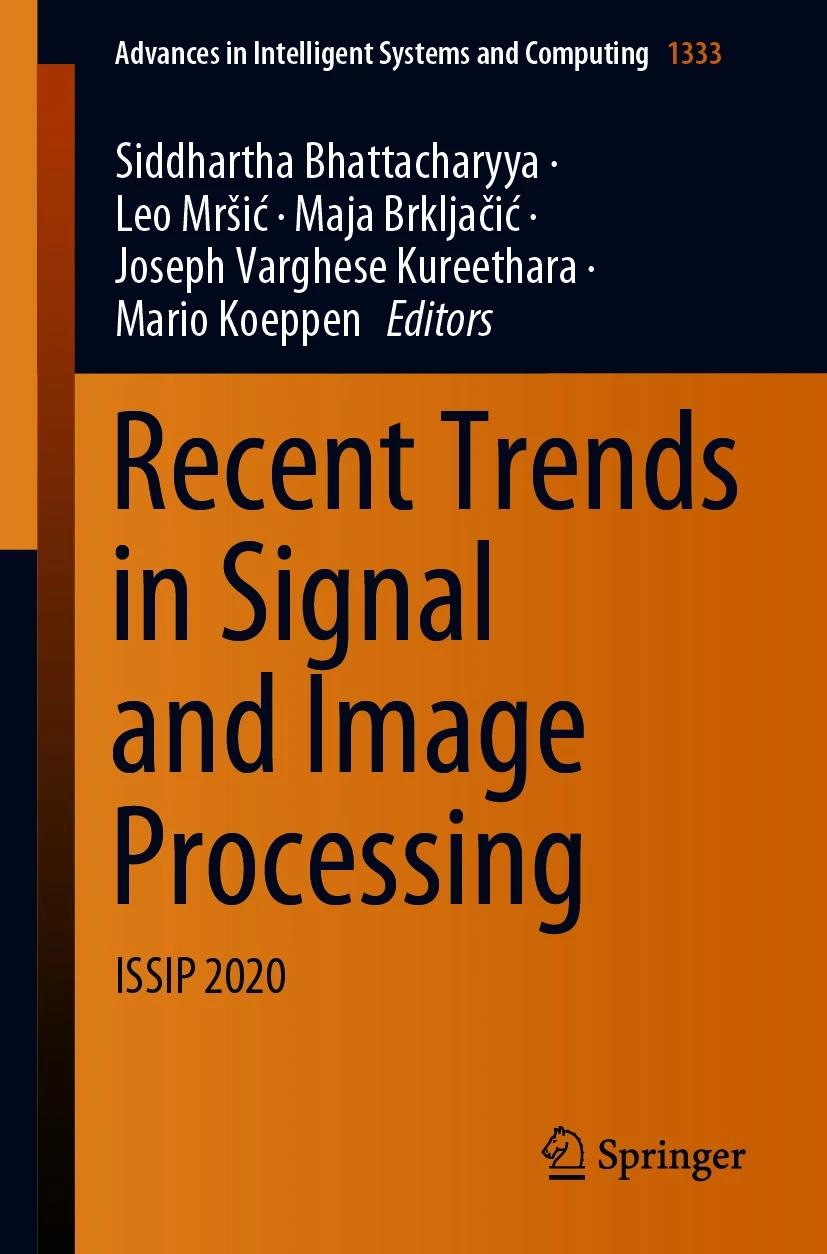 Advances in Intelligent Systems and Computing 1333
Siddhartha Bhattacharyya ·
Leo Mršić · Maja Brkljačić ·
Joseph Varghese Kureethara ·
Mario Koeppen Editors
Recent Trends
in Signal
and Image
Processing
ISSIP 2020
Springer